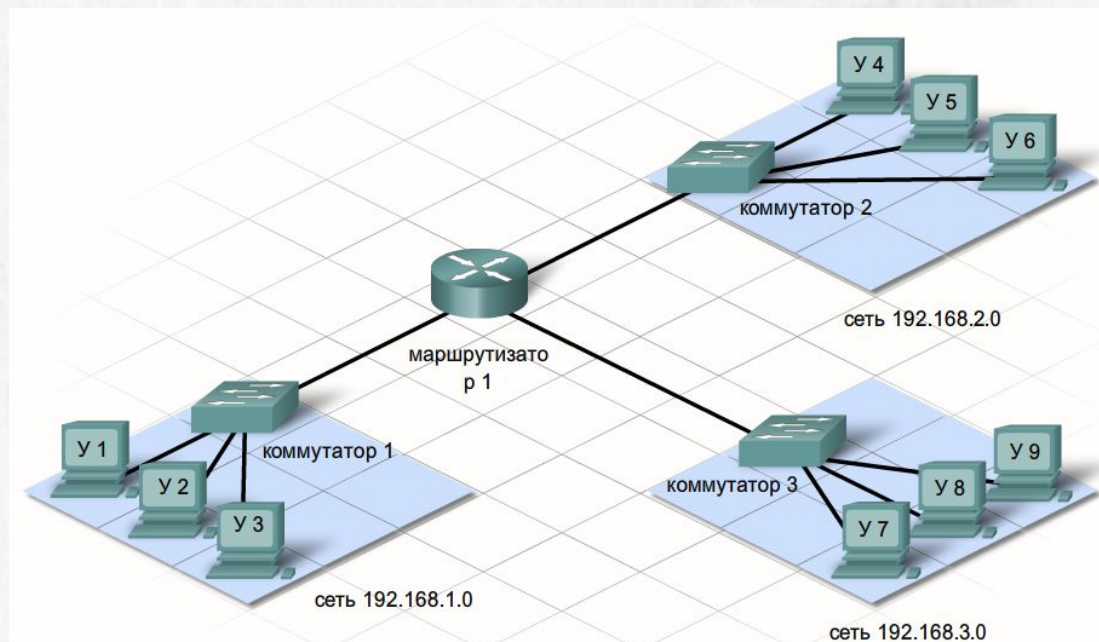 У 4
У 5
У 6
коммутатор 2
сеть 192.168.2.0
маршрутизато
р 1
коммутатор 1
У 1
У 2
У 3
сеть 192.168.1.0
коммутатор 3
У 9
У 8
У 7
сеть 192.168.3.0